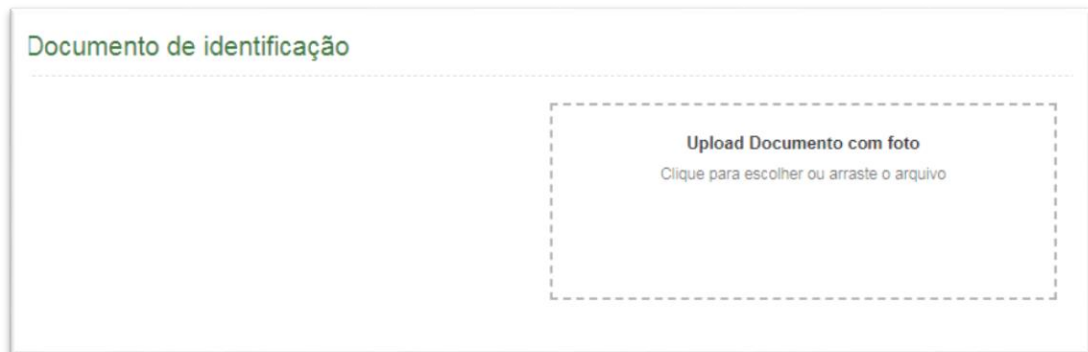 Documento de identificação
Upload Documento com foto
Clique para escolher ou arraste o arquivo